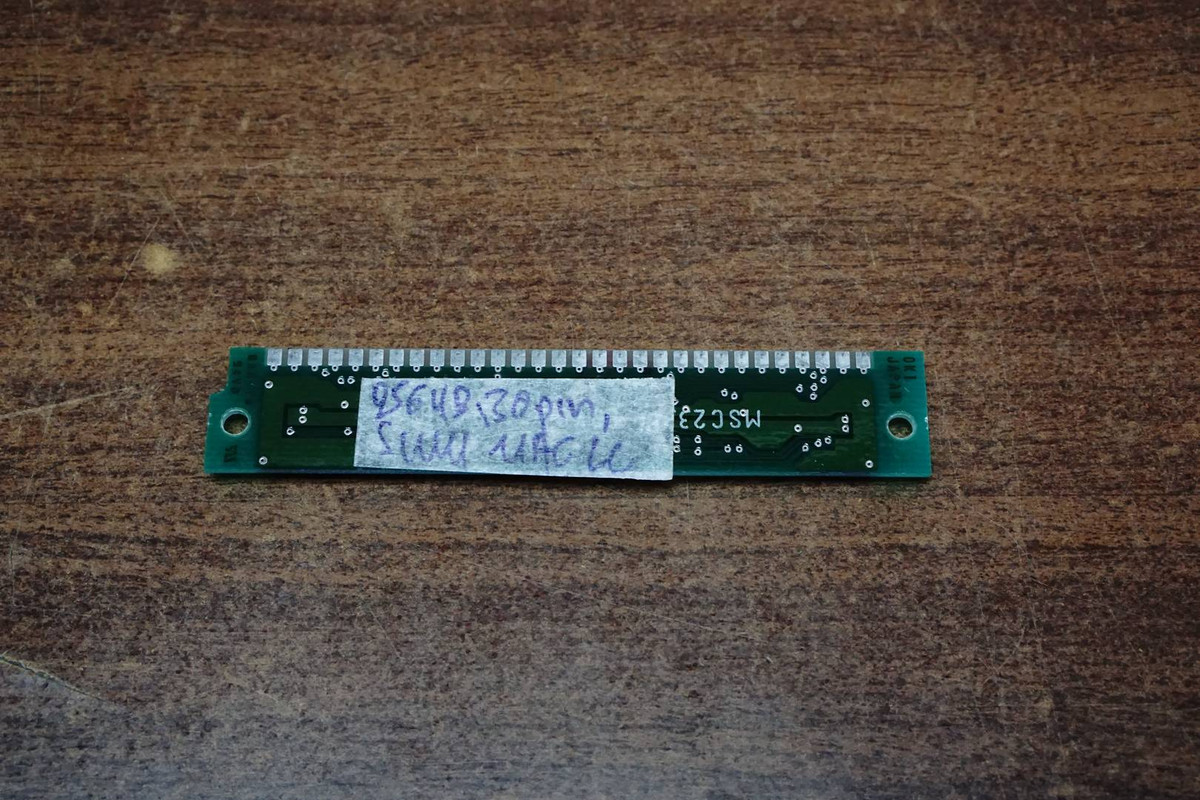 256KB, 30pin,
SIMM MAC LC
MSC23
OKI
JAPAN